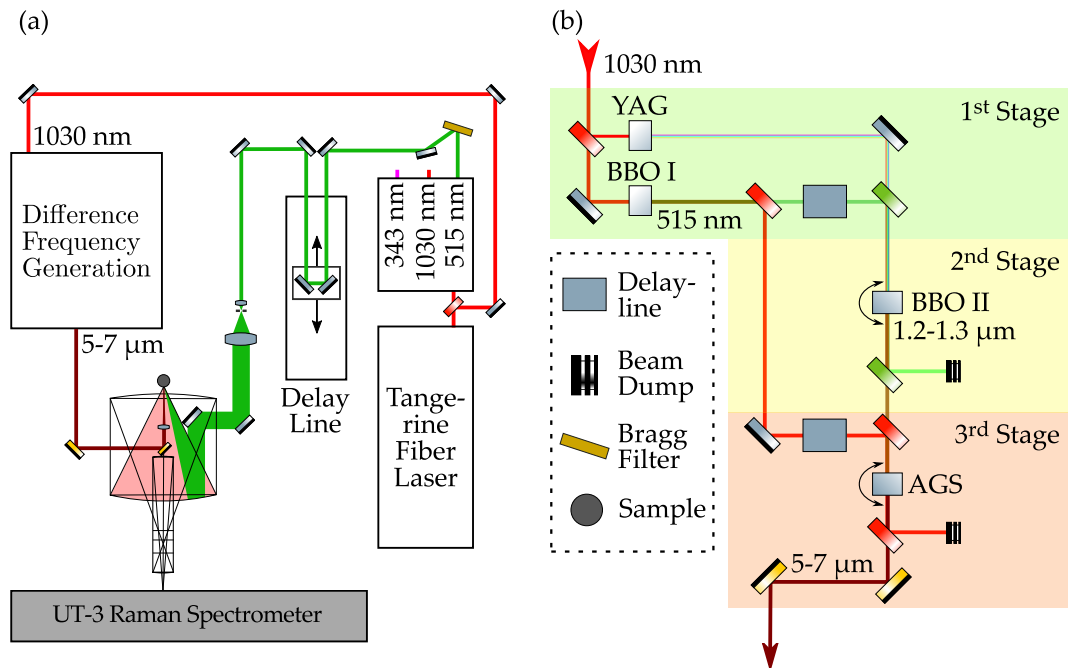 (a)
1030 nm
Difference
Frequency
Generation
5-7 µm
343 nm
1030 nm
515 nm
Delay
Line
Tange-
rine
Fiber
Laser
UT-3 Raman Spectrometer
(b)
1030 nm
1st Stage
YAG
BBO I
515 nm
2nd Stage
BBO II
1.2-1.3 µm
3rd Stage
AGS
5-7 µm
Delay-
line
Beam
Dump
Bragg
Filter
Sample